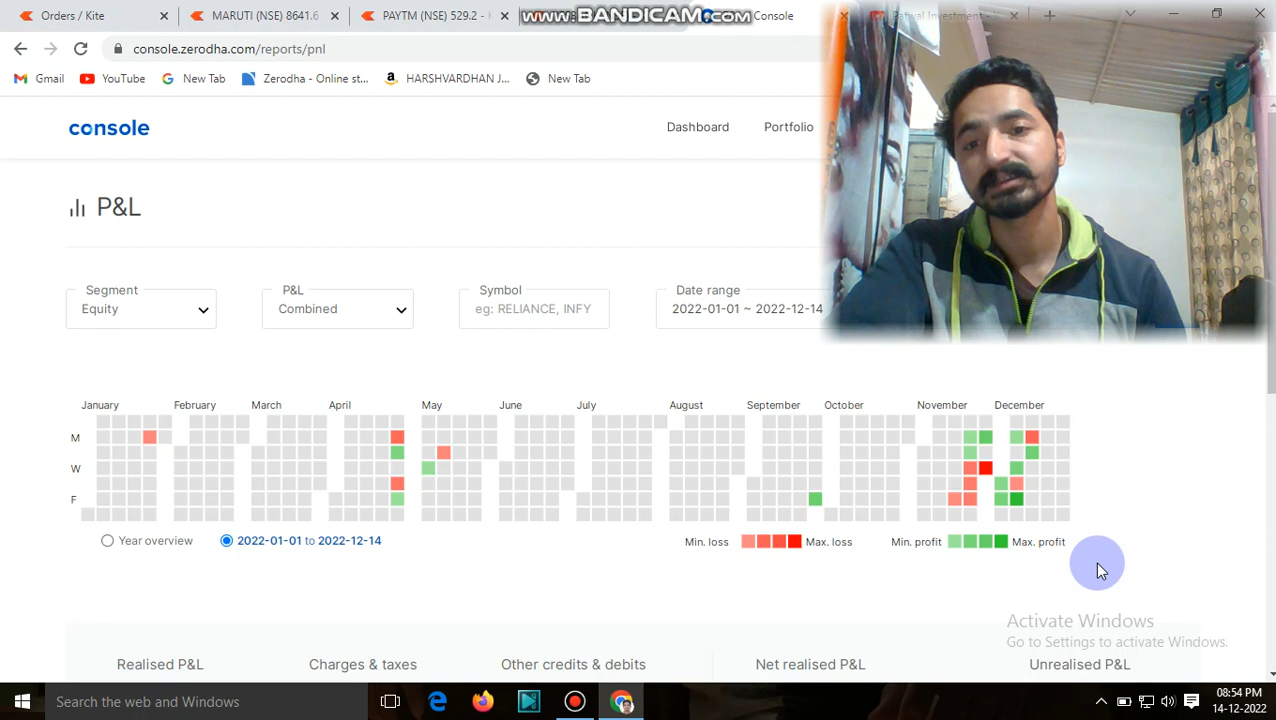 Orders / Kite
MARUTI (NSE) 8641.6
PAYTM (NSE) 529.2 -
www.BANDICAM.com
Console
Patwal Investment
console.zerodha.com/reports/pnl
Gmail
YouTube
New Tab
Zerodha - Online st...
HARSHVARDHAN J...
New Tab
console
Dashboard
Portfolio
P&L
Segment
P&L
Symbol
Date range
Equity
Combined
eg: RELIANCE, INFY
2022-01-01 ~ 2022-12-14
January February March April May June July August September October November December
M
W
F
Year overview
2022-01-01 to 2022-12-14
Min. loss
Max. loss
Min. profit
Max. profit
Activate Windows
Go to Settings to activate Windows.
Realised P&L
Charges & taxes
Other credits & debits
Net realised P&L
Unrealised P&L
Search the web and Windows
08:54 PM
14-12-2022